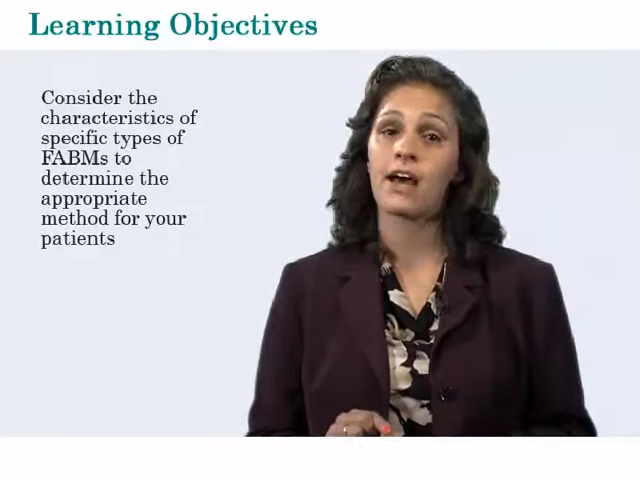 Learning Objectives
Consider the
characteristics of
specific types of
FABMs to
determine the
appropriate
method for your
patients